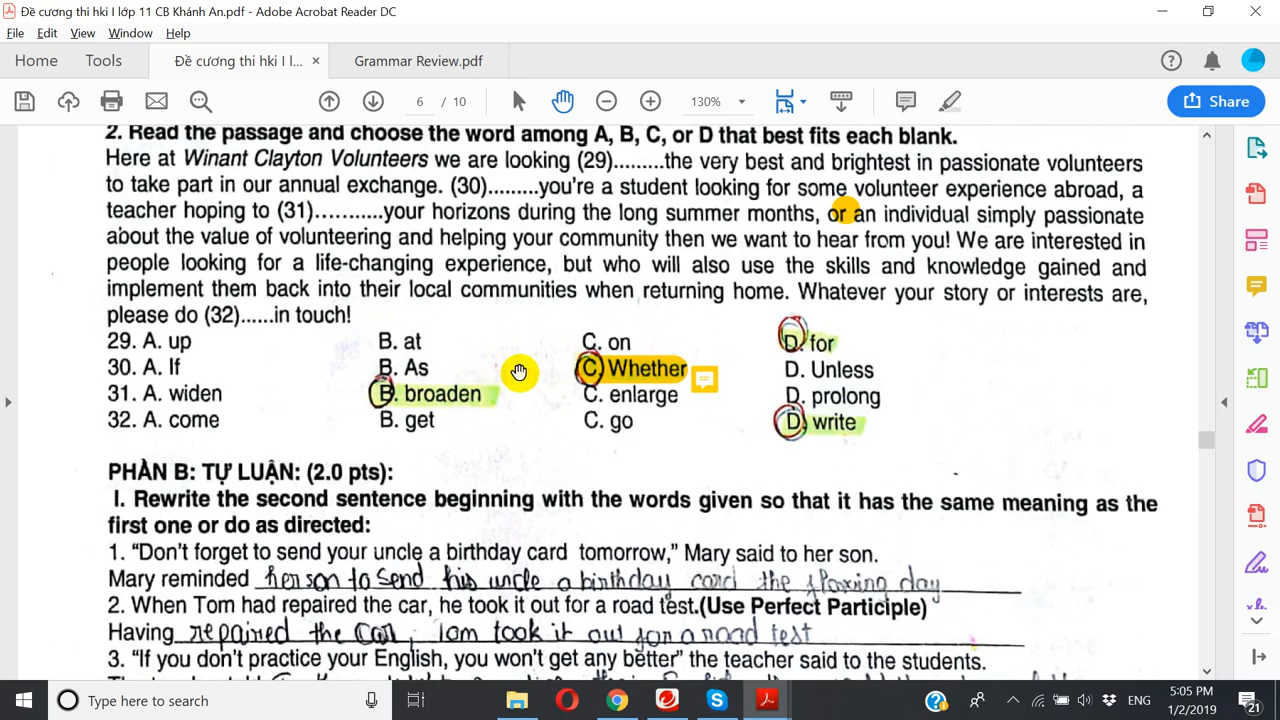 Đề cương thi hki I lớp 11 CB Khánh An.pdf - Adobe Acrobat Reader DC
File Edit View Window Help
Home Tools Đề cương thi hki I l... × Grammar Review.pdf
6 / 10 130% Share
2. Read the passage and choose the word among A, B, C, or D that best fits each blank.
Here at Winant Clayton Volunteers we are looking (29).........the very best and brightest in passionate volunteers
to take part in our annual exchange. (30).........you're a student looking for some volunteer experience abroad, a
teacher hoping to (31)...........your horizons during the long summer months, or an individual simply passionate
about the value of volunteering and helping your community then we want to hear from you! We are interested in
people looking for a life-changing experience, but who will also use the skills and knowledge gained and
implement them back into their local communities when returning home. Whatever your story or interests are,
please do (32)......in touch!
29. A. up B. at C. on D. for
30. A. If B. As C. Whether D. Unless
31. A. widen B. broaden C. enlarge D. prolong
32. A. come B. get C. go D. write
PHẦN B: TỰ LUẬN: (2.0 pts):
I. Rewrite the second sentence beginning with the words given so that it has the same meaning as the
first one or do as directed:
1. “Don't forget to send your uncle a birthday card tomorrow,” Mary said to her son.
Mary reminded her son to send his uncle a birthday card the day
2. When Tom had repaired the car, he took it out for a road test.(Use Perfect Participle)
Having repaired the car, Tom took it out for a road test
3. “If you don't practice your English, you won't get any better” the teacher said to the students.
Type here to search
ENG 5:05 PM
1/2/2019 21